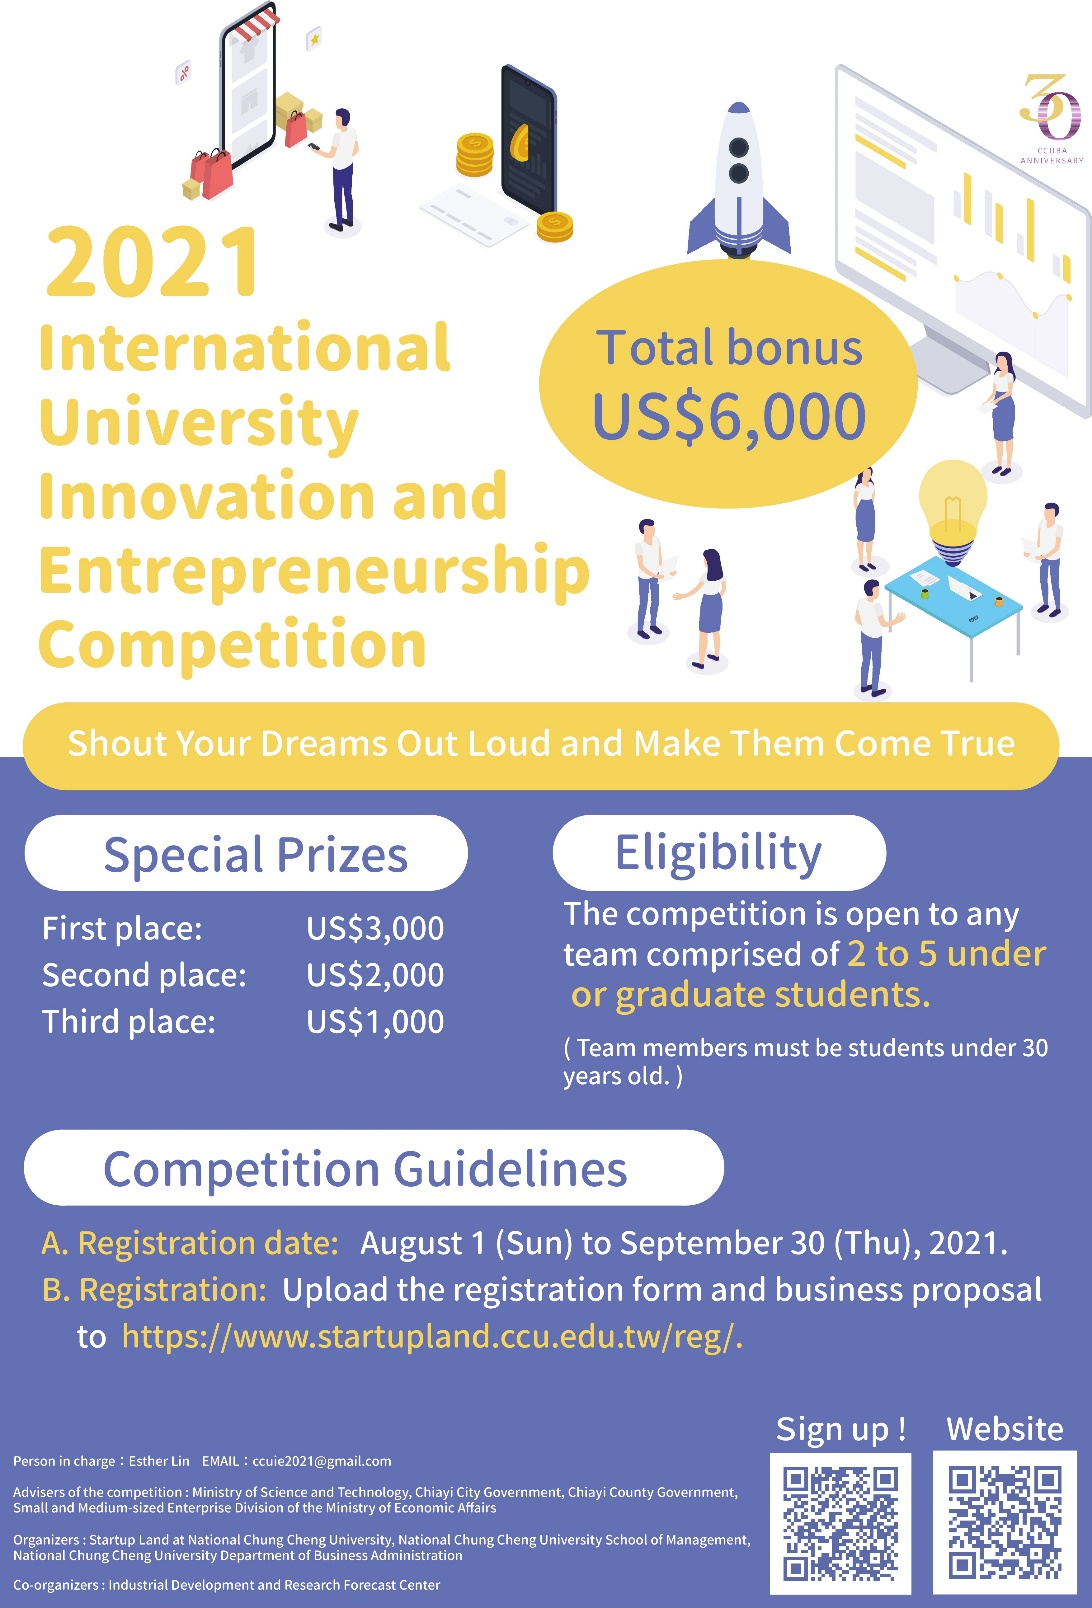 30
CCUBA
ANNIVERSARY
2021
International
University
Innovation and
Entrepreneurship
Competition
Total bonus
US$6,000
Shout Your Dreams Out Loud and Make Them Come True
Special Prizes
First place: US$3,000
Second place: US$2,000
Third place: US$1,000
Eligibility
The competition is open to any
team comprised of 2 to 5 under
or graduate students.
( Team members must be students under 30
years old. )
Competition Guidelines
A. Registration date: August 1 (Sun) to September 30 (Thu), 2021.
B. Registration: Upload the registration form and business proposal
to https://www.startupland.ccu.edu.tw/reg/.
Sign up !
Website
Person in charge：Esther Lin EMAIL：ccuie2021@gmail.com
Advisers of the competition : Ministry of Science and Technology, Chiayi City Government, Chiayi County Government,
Small and Medium-sized Enterprise Division of the Ministry of Economic Affairs
Organizers : Startup Land at National Chung Cheng University, National Chung Cheng University School of Management,
National Chung Cheng University Department of Business Administration
Co-organizers : Industrial Development and Research Forecast Center